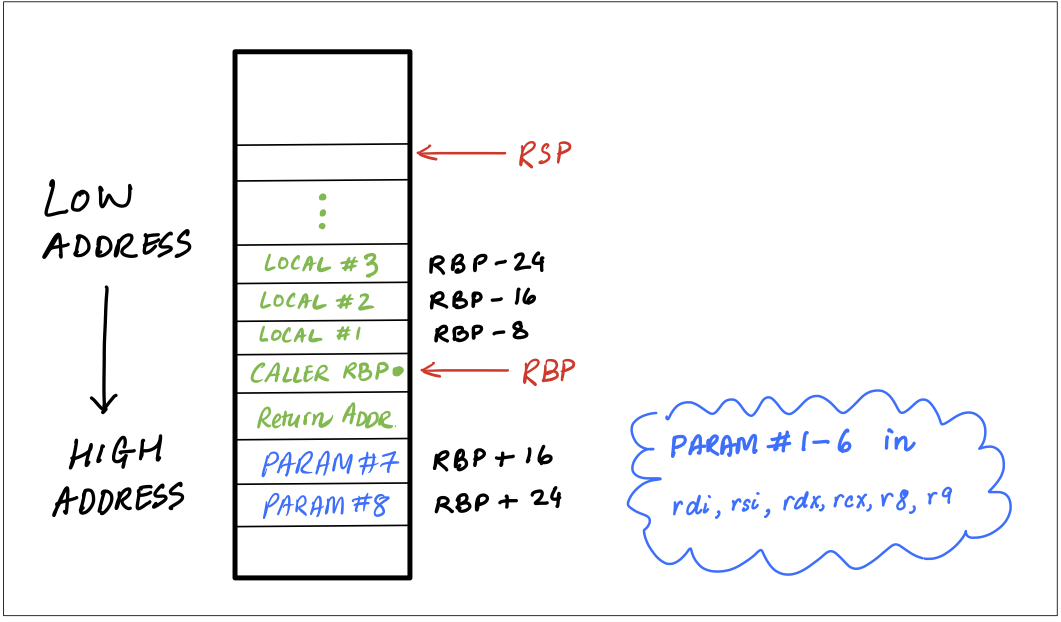 RSP
LOW
ADDRESS
LOCAL #3 RBP-24
LOCAL #2 RBP-16
LOCAL #1 RBP-8
CALLER RBP RBP
Return ADDR.
HIGH
ADDRESS
PARAM#7 RBP+16
PARAM#8 RBP+24
PARAM #1-6 in
rdi, rsi, rdx, rcx, r8, r9